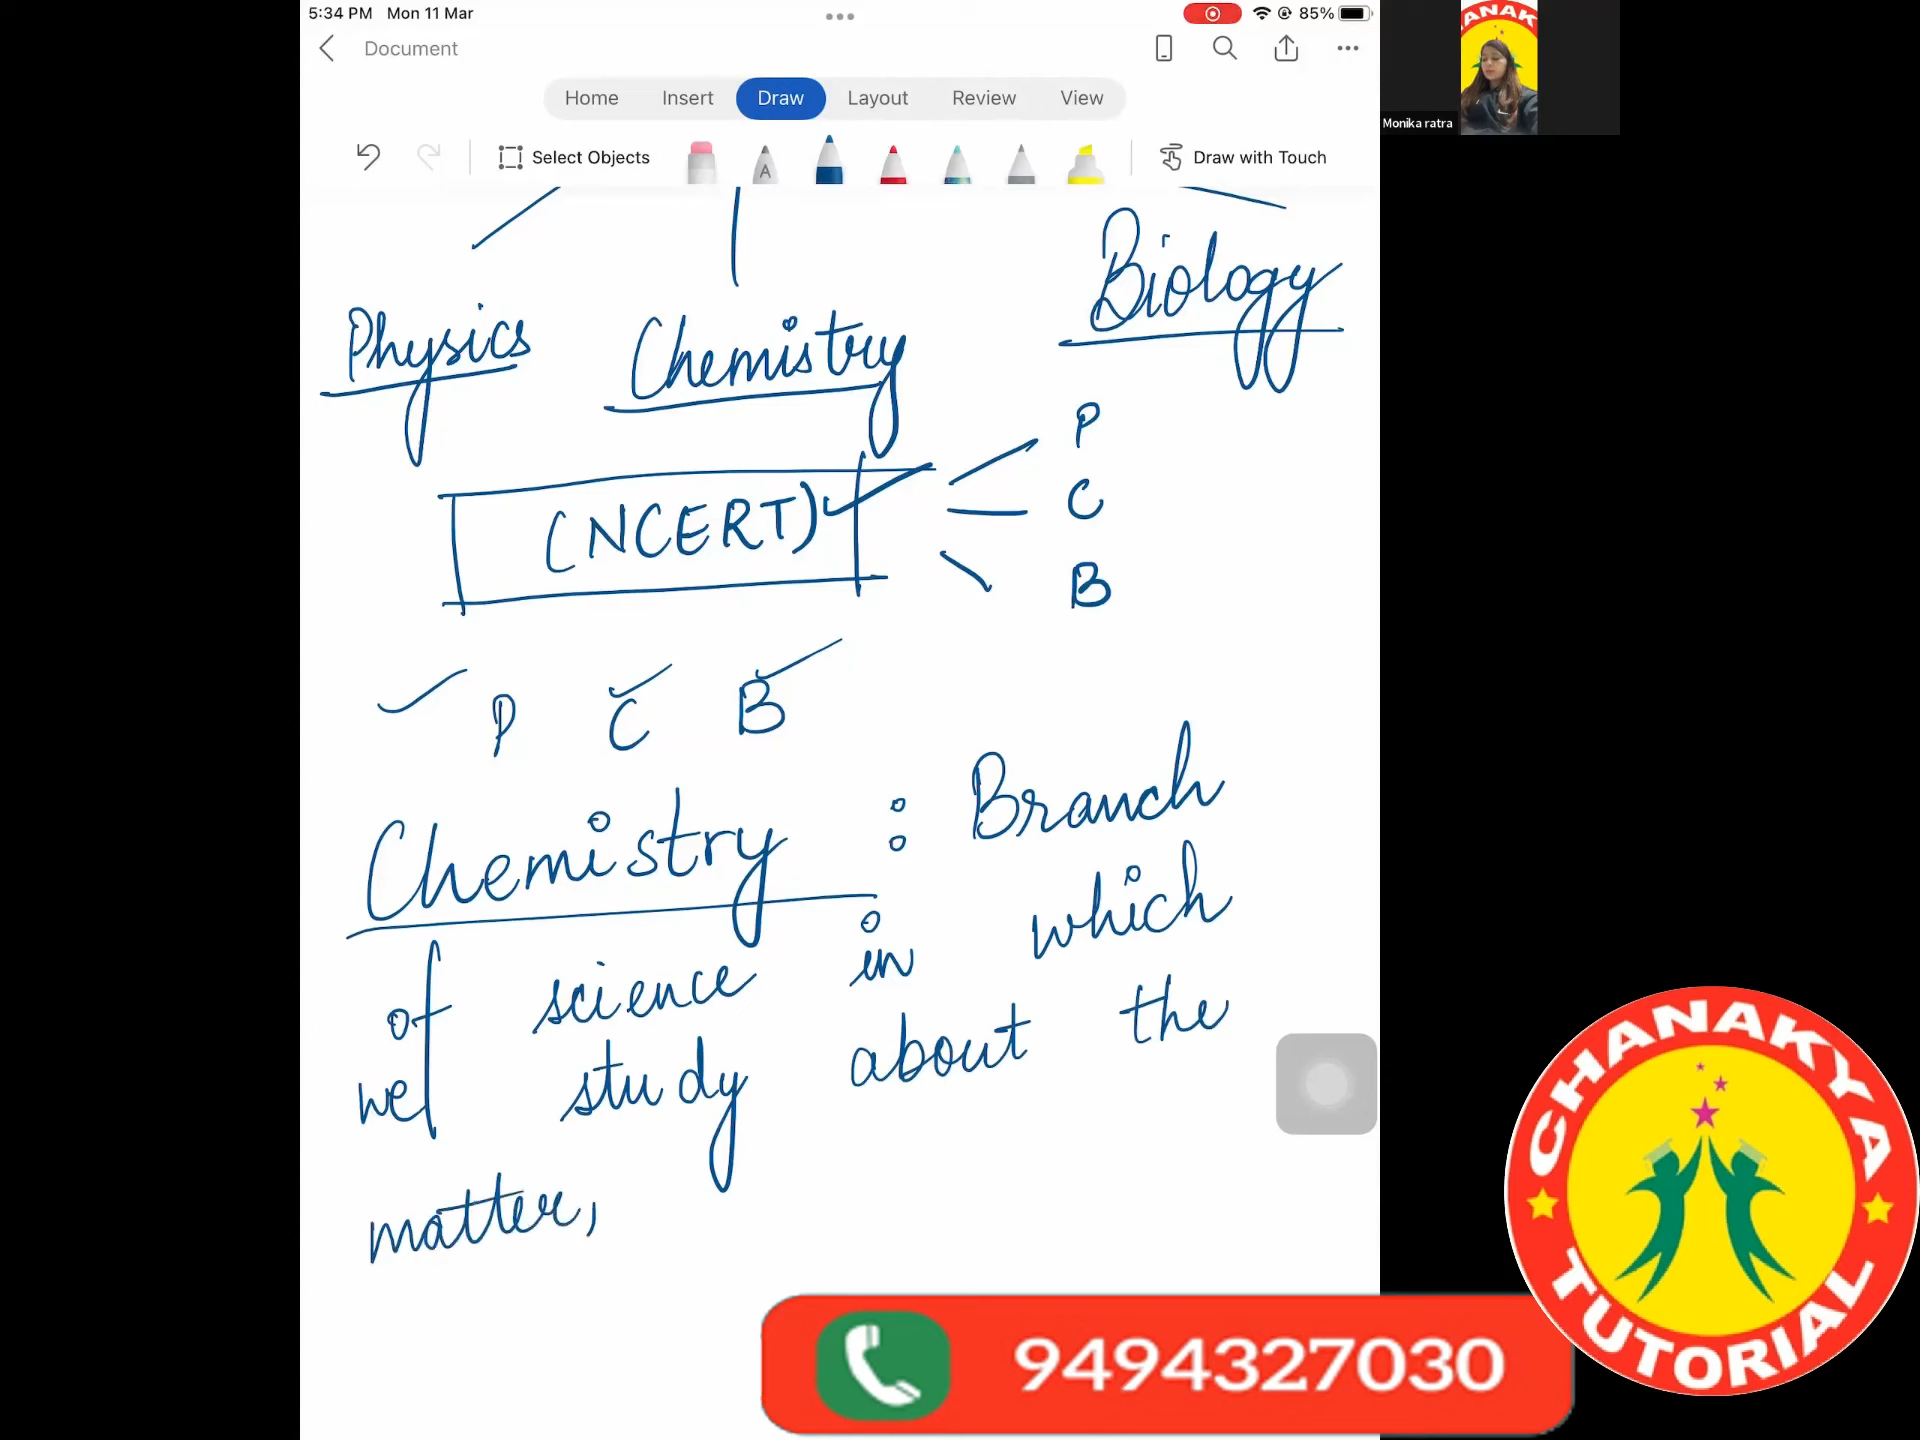 5:34 PM Mon 11 Mar
85%
CHANAK
Document
Monika ratra
Home Insert Draw Layout Review View
Select Objects
A
Draw with Touch
Physics Chemistry Biology
(NCERT)
P
C
B
P C B
Chemistry : Branch
of science in which
we study about the
matter,
CHANAKYA
TUTORIAL
9494327030